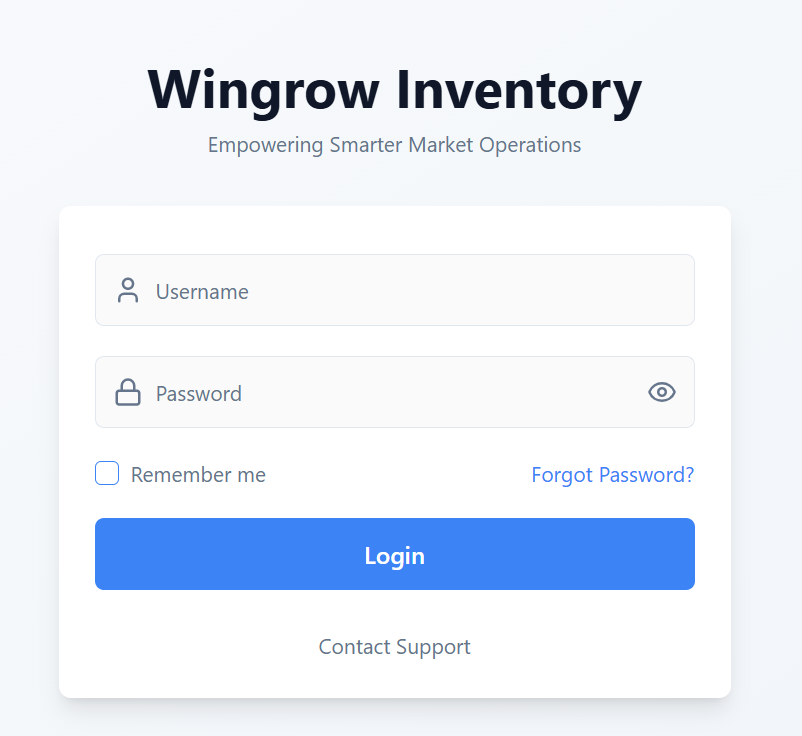 Wingrow Inventory
Empowering Smarter Market Operations
Username
Password
Remember me
Forgot Password?
Login
Contact Support